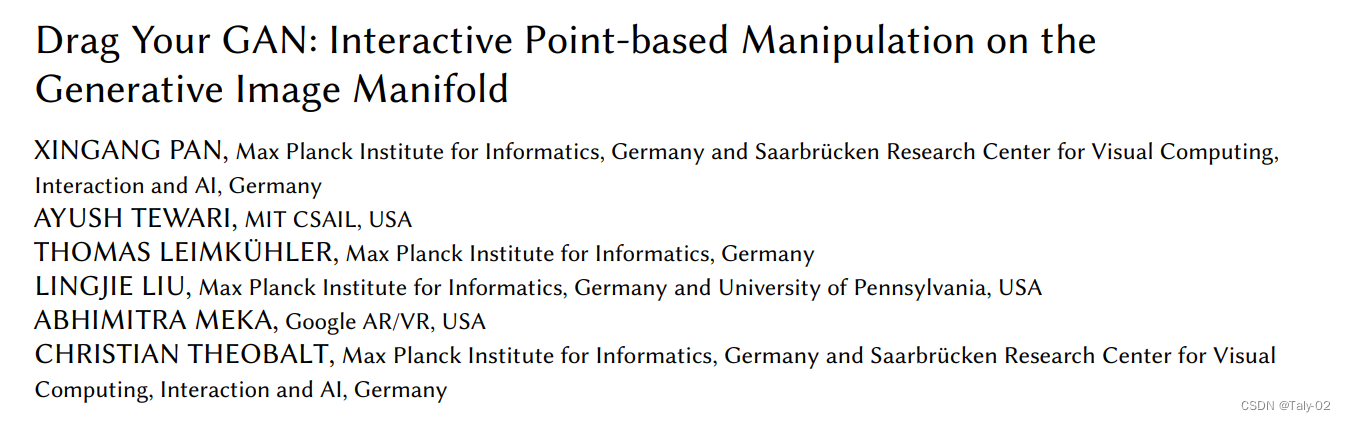 Drag Your GAN: Interactive Point-based Manipulation on the
Generative Image Manifold
XINGANG PAN, Max Planck Institute for Informatics, Germany and Saarbrücken Research Center for Visual Computing,
Interaction and AI, Germany
AYUSH TEWARI, MIT CSAIL, USA
THOMAS LEIMKÜHLER, Max Planck Institute for Informatics, Germany
LINGJIE LIU, Max Planck Institute for Informatics, Germany and University of Pennsylvania, USA
ABHIMITRA MEKA, Google AR/VR, USA
CHRISTIAN THEOBALT, Max Planck Institute for Informatics, Germany and Saarbrücken Research Center for Visual
Computing, Interaction and AI, Germany
CSDN @Taly-02